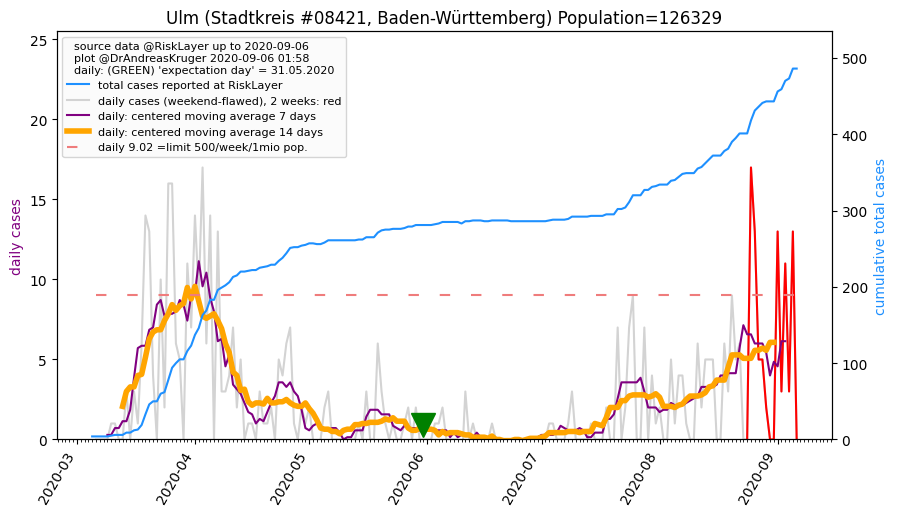 Ulm (Stadtkreis #08421, Baden-Württemberg) Population=126329
source data @RiskLayer up to 2020-09-06
plot @DrAndreasKruger 2020-09-06 01:58
daily: (GREEN) 'expectation day' = 31.05.2020
total cases reported at RiskLayer
daily cases (weekend-flawed), 2 weeks: red
daily: centered moving average 7 days
daily: centered moving average 14 days
daily 9.02 =limit 500/week/1mio pop.
daily cases
25
20
15
10
5
0
500
400
300
200
100
0
cumulative total cases
2020-03
2020-04
2020-05
2020-06
2020-07
2020-08
2020-09